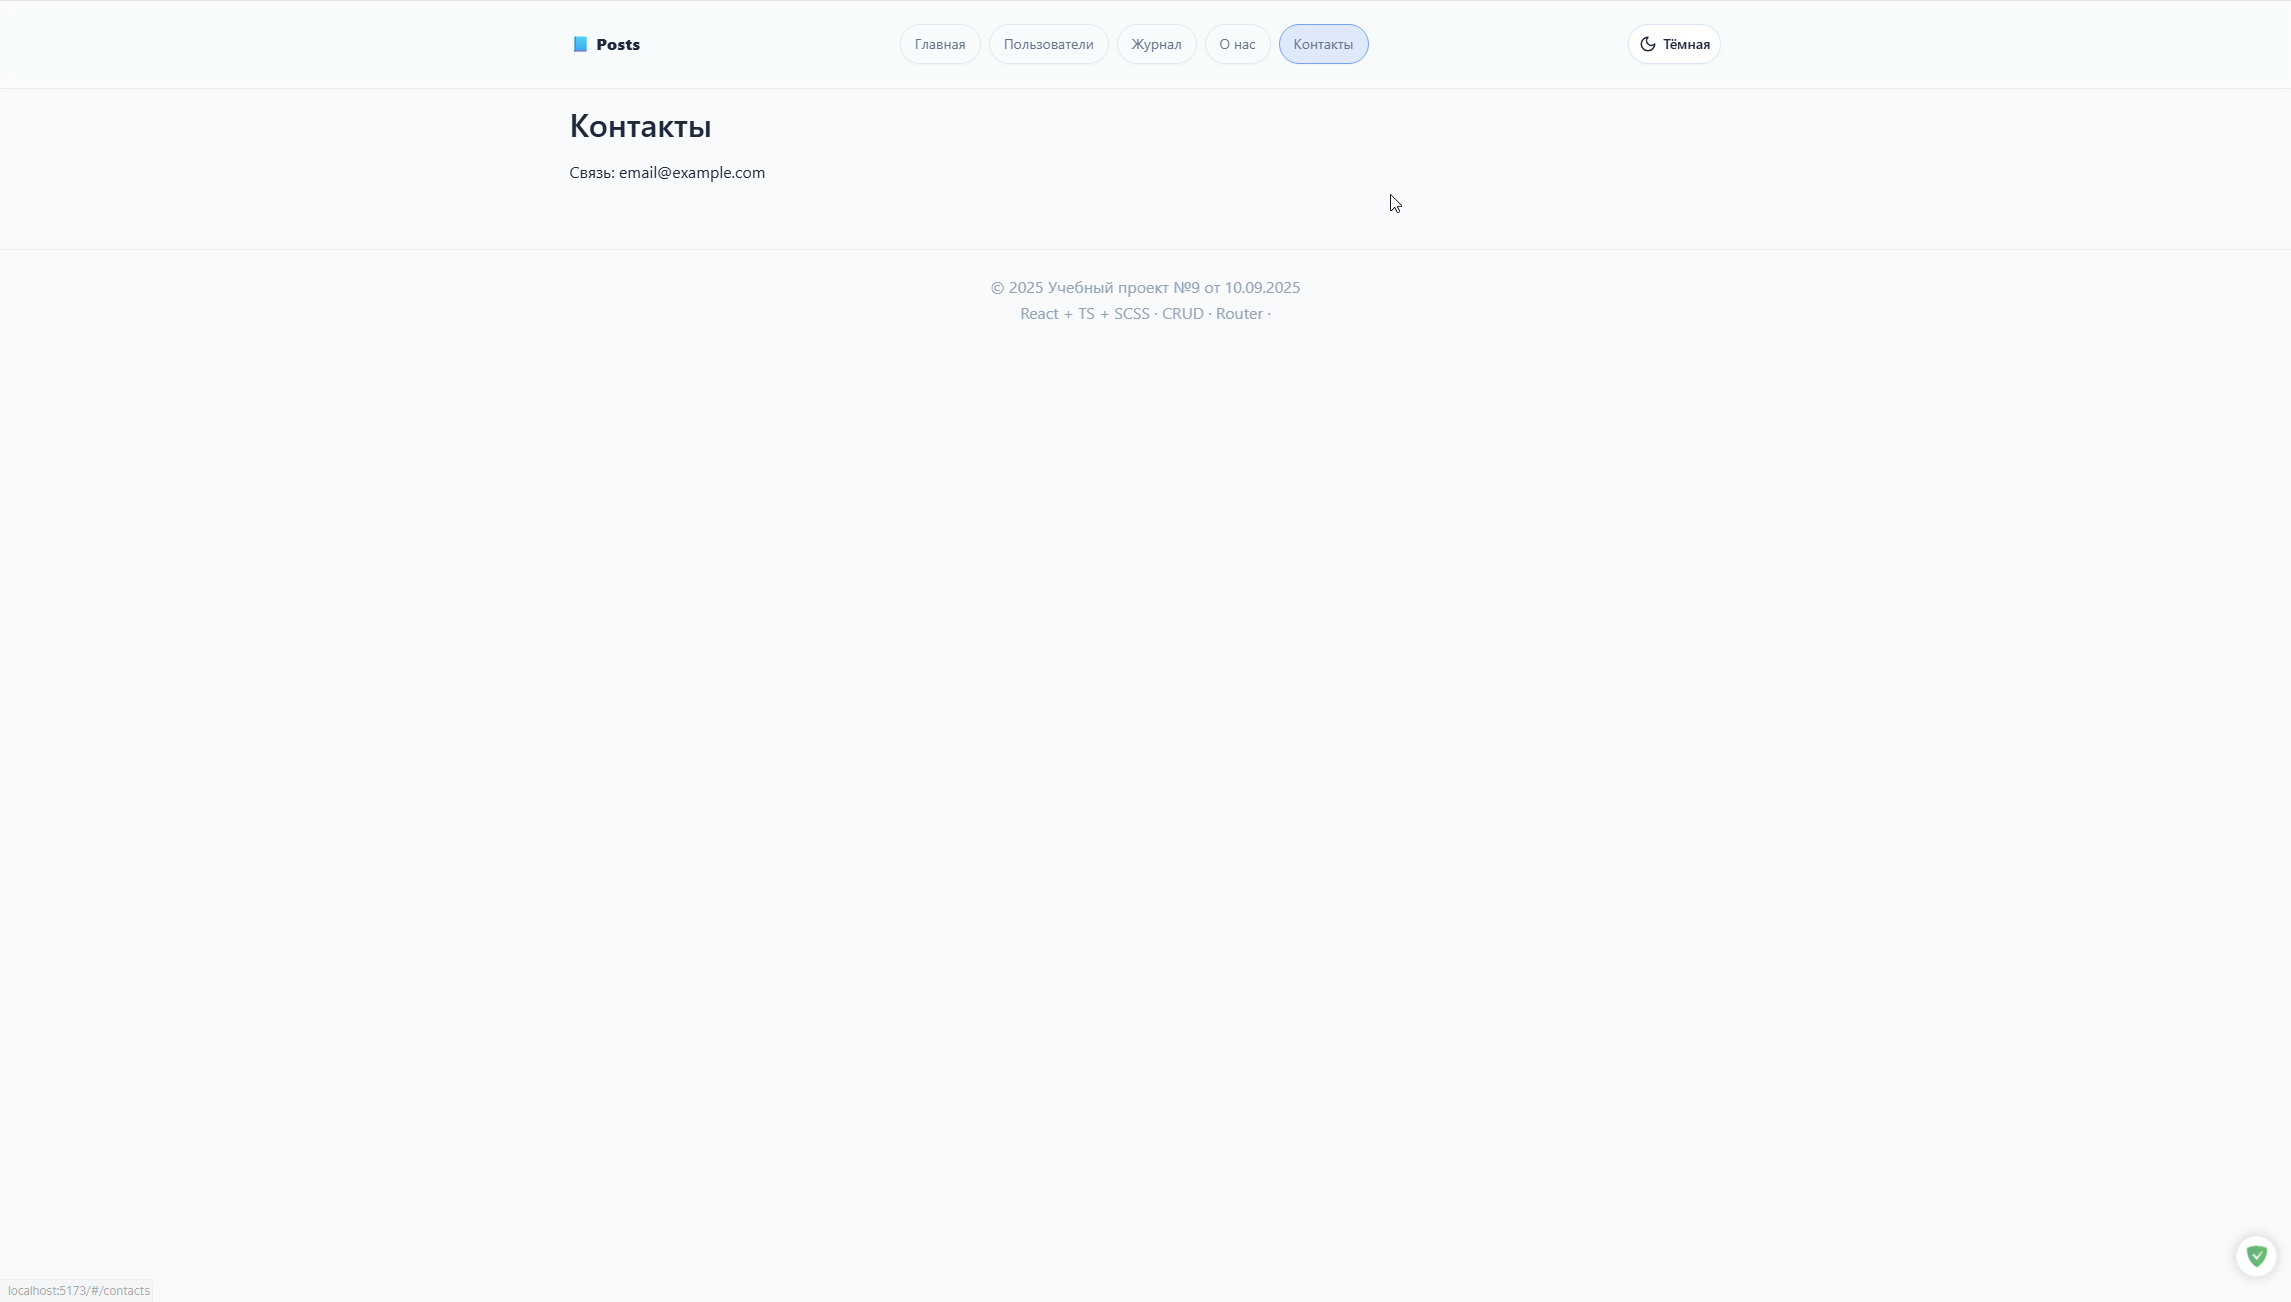 Posts
Главная
Пользователи
Журнал
О нас
Контакты
Тёмная
Контакты
Связь: email@example.com
© 2025 Учебный проект №9 от 10.09.2025
React + TS + SCSS · CRUD · Router ·
localhost:5173/#/contacts